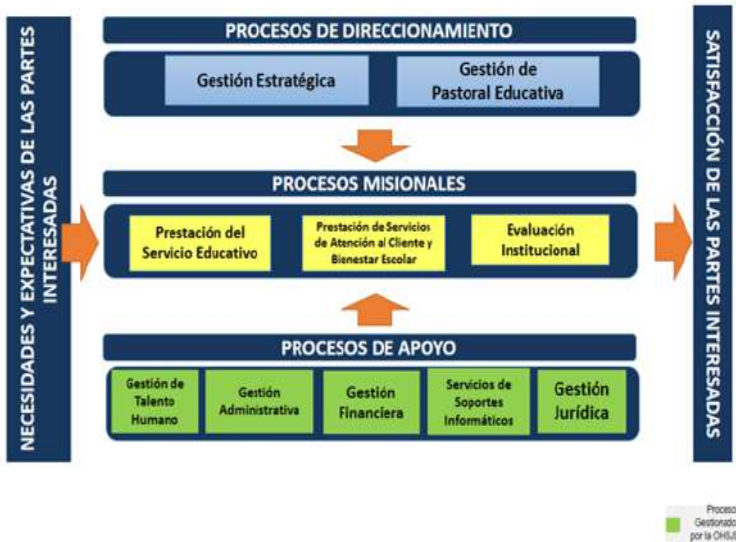 NECESIDADES Y EXPECTATIVAS DE LAS PARTES
INTERESADAS
PROCESOS DE DIRECCIONAMIENTO
Gestión Estratégica
Gestión de
Pastoral Educativa
PROCESOS MISIONALES
Prestación del
Servicio Educativo
Prestación de Servicios
de Atención al Cliente y
Bienestar Escolar
Evaluación
Institucional
PROCESOS DE APOYO
Gestión de
Talento
Humano
Gestión
Administrativa
Gestión
Financiera
Servicios de
Soportes
Informáticos
Gestión
Jurídica
SATISFACCIÓN DE LAS PARTES INTERESADAS
Proceso
Gestionado
por la